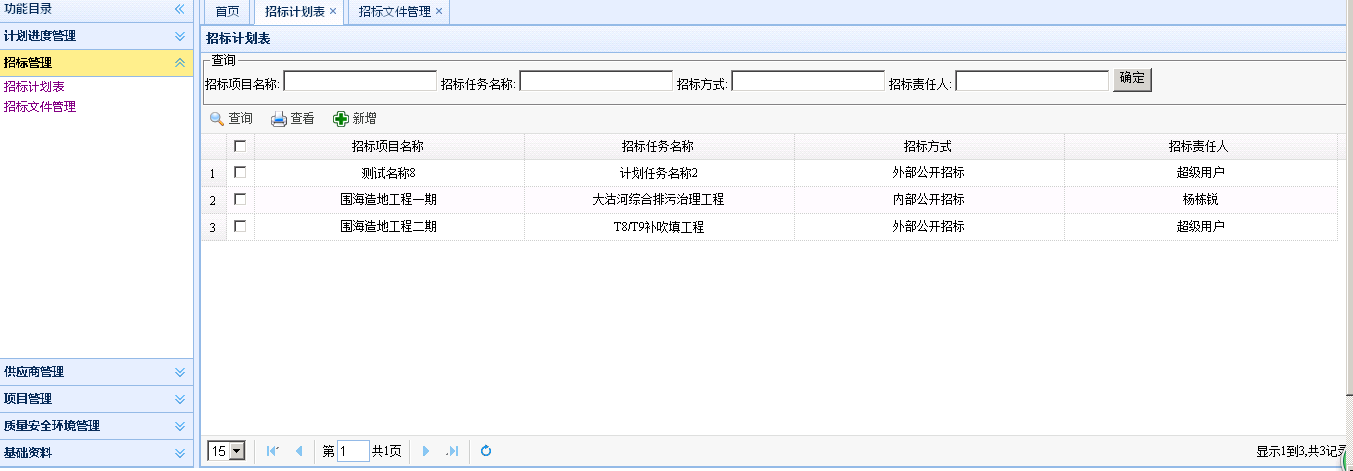 功能目录
计划进度管理
招标管理
招标计划表
招标文件管理
供应商管理
项目管理
质量安全环境管理
基础资料
首页 招标计划表 招标文件管理
招标计划表
查询
招标项目名称: 招标任务名称: 招标方式: 招标责任人: 确定
查询 查看 新增
招标项目名称 招标任务名称 招标方式 招标责任人
1 测试名称8 计划任务名称2 外部公开招标 超级用户
2 围海造地工程一期 大沽河综合排污治理工程 内部公开招标 杨栋锐
3 围海造地工程二期 T8/T9补吹填工程 外部公开招标 超级用户
15 第 1 共1页 显示1到3,共3记录